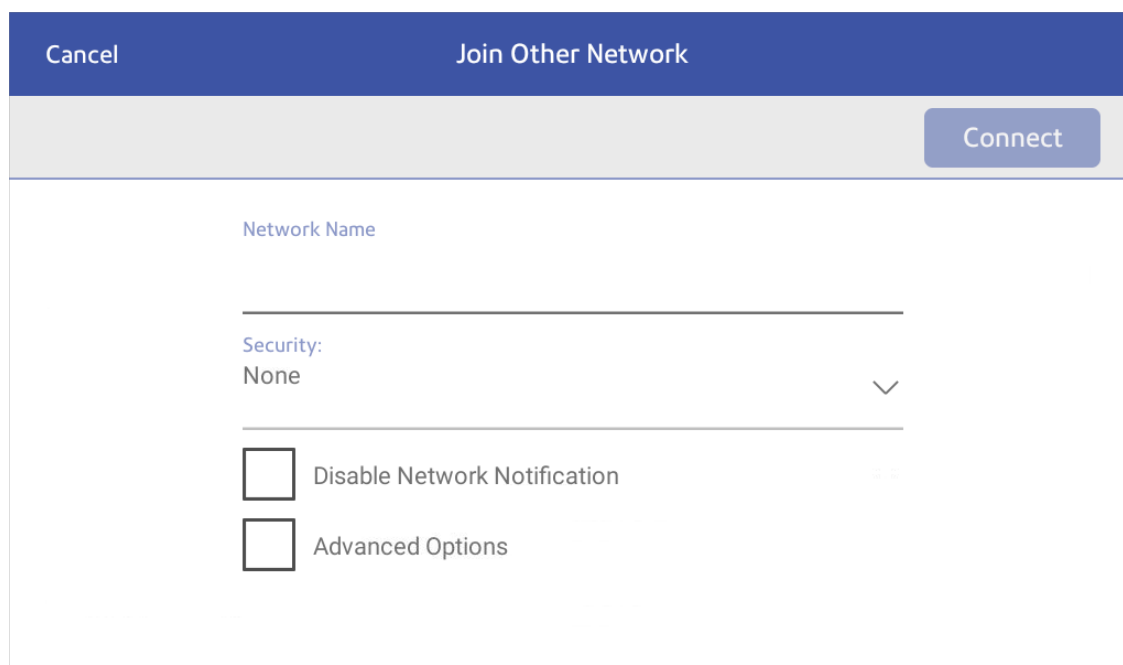 Cancel
Join Other Network
Connect
Network Name
Security:
None
Disable Network Notification
Advanced Options